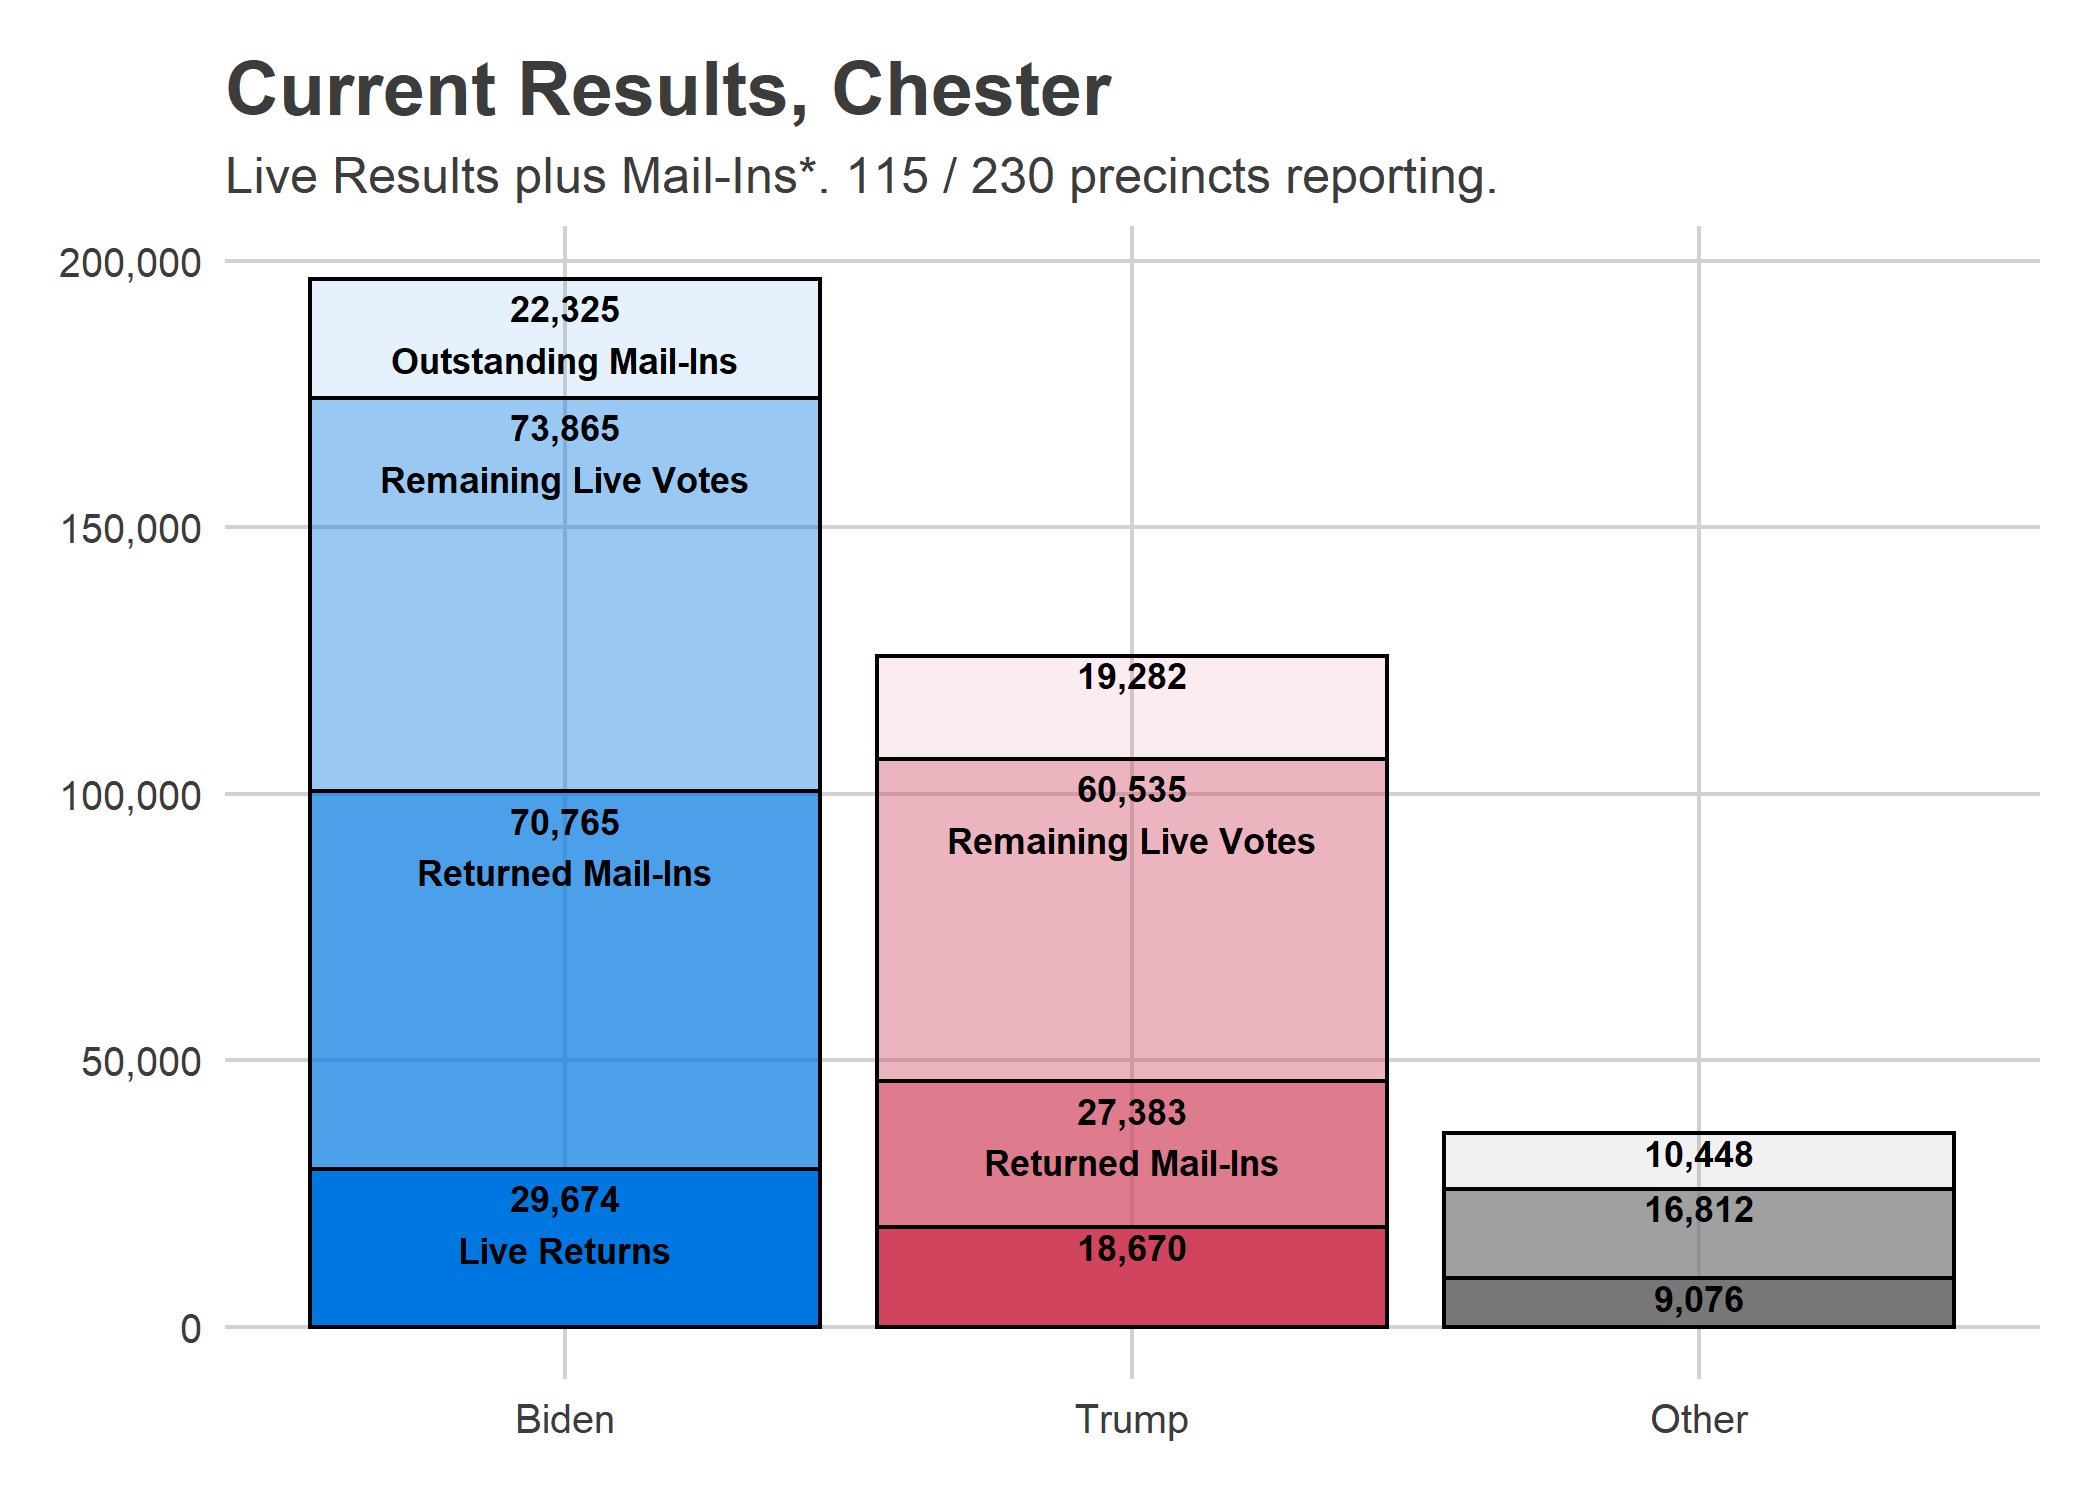 Current Results, Chester
Live Results plus Mail-Ins*. 115 / 230 precincts reporting.
200,000
150,000
100,000
50,000
0
22,325
Outstanding Mail-Ins
73,865
Remaining Live Votes
70,765
Returned Mail-Ins
29,674
Live Returns
19,282
60,535
Remaining Live Votes
27,383
Returned Mail-Ins
18,670
10,448
16,812
9,076
Biden
Trump
Other